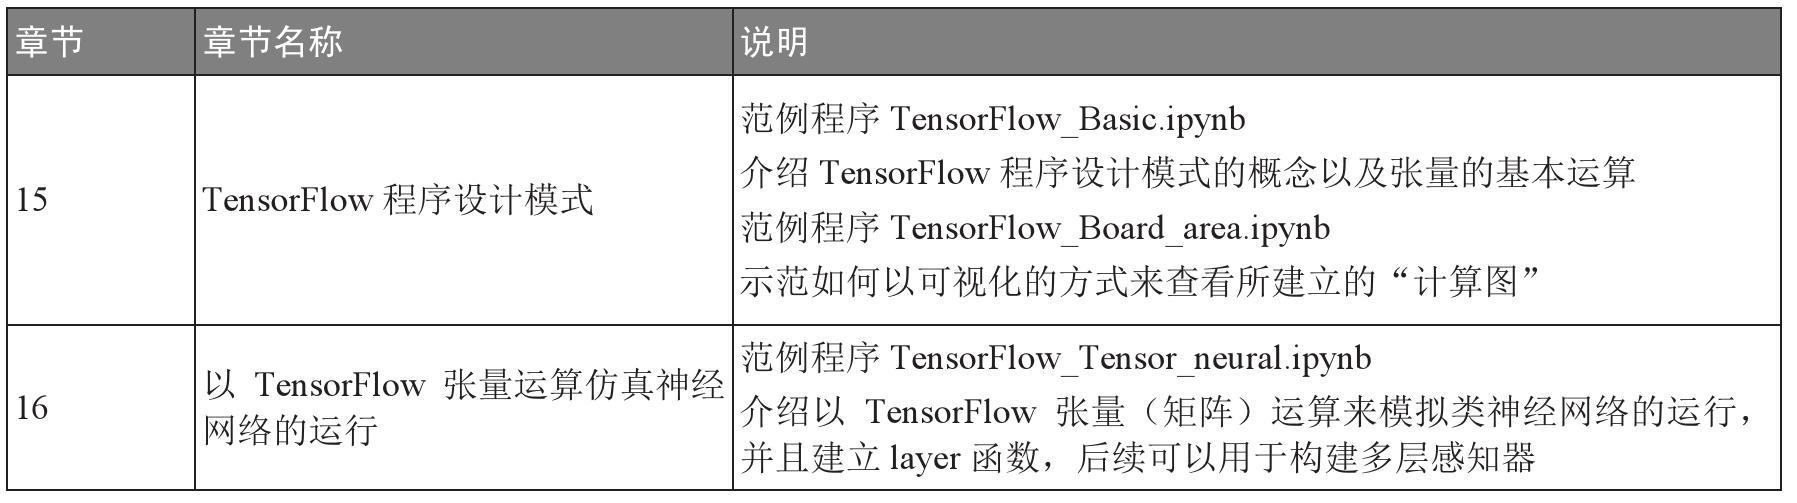 章节 章节名称 说明
15 TensorFlow 程序设计模式
范例程序 TensorFlow_Basic.ipynb
介绍 TensorFlow 程序设计模式的概念以及张量的基本运算
范例程序 TensorFlow_Board_area.ipynb
示范如何以可视化的方式来查看所建立的“计算图”
16
以 TensorFlow 张量运算仿真神经
网络的运行
范例程序 TensorFlow_Tensor_neural.ipynb
介绍以 TensorFlow 张量（矩阵）运算来模拟类神经网络的运行，
并且建立 layer 函数，后续可以用于构建多层感知器